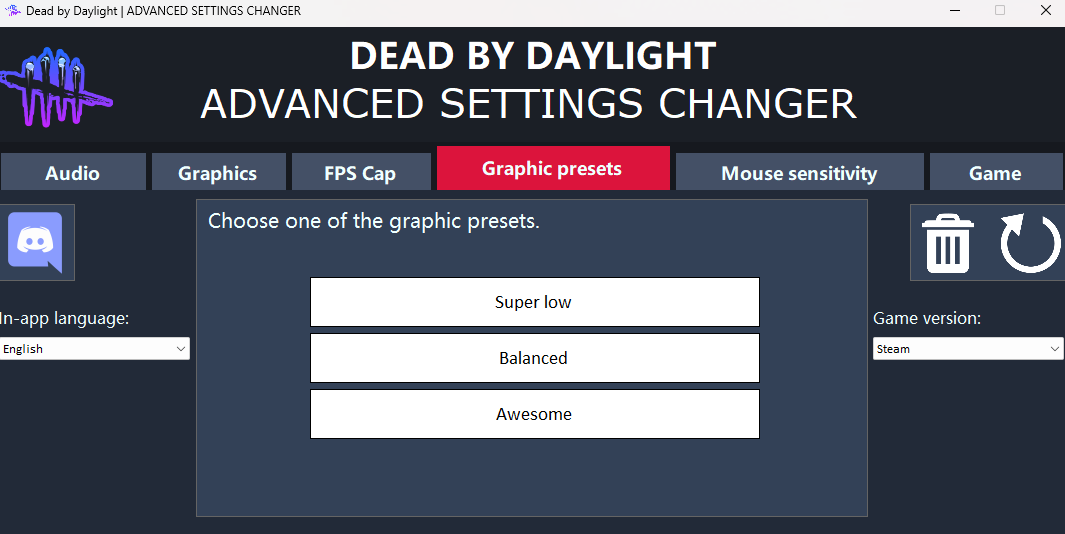 Dead by Daylight | ADVANCED SETTINGS CHANGER
DEAD BY DAYLIGHT
ADVANCED SETTINGS CHANGER
Audio
Graphics
FPS Cap
Graphic presets
Mouse sensitivity
Game
Choose one of the graphic presets.
Super low
Balanced
Awesome
In-app language:
English
Game version:
Steam